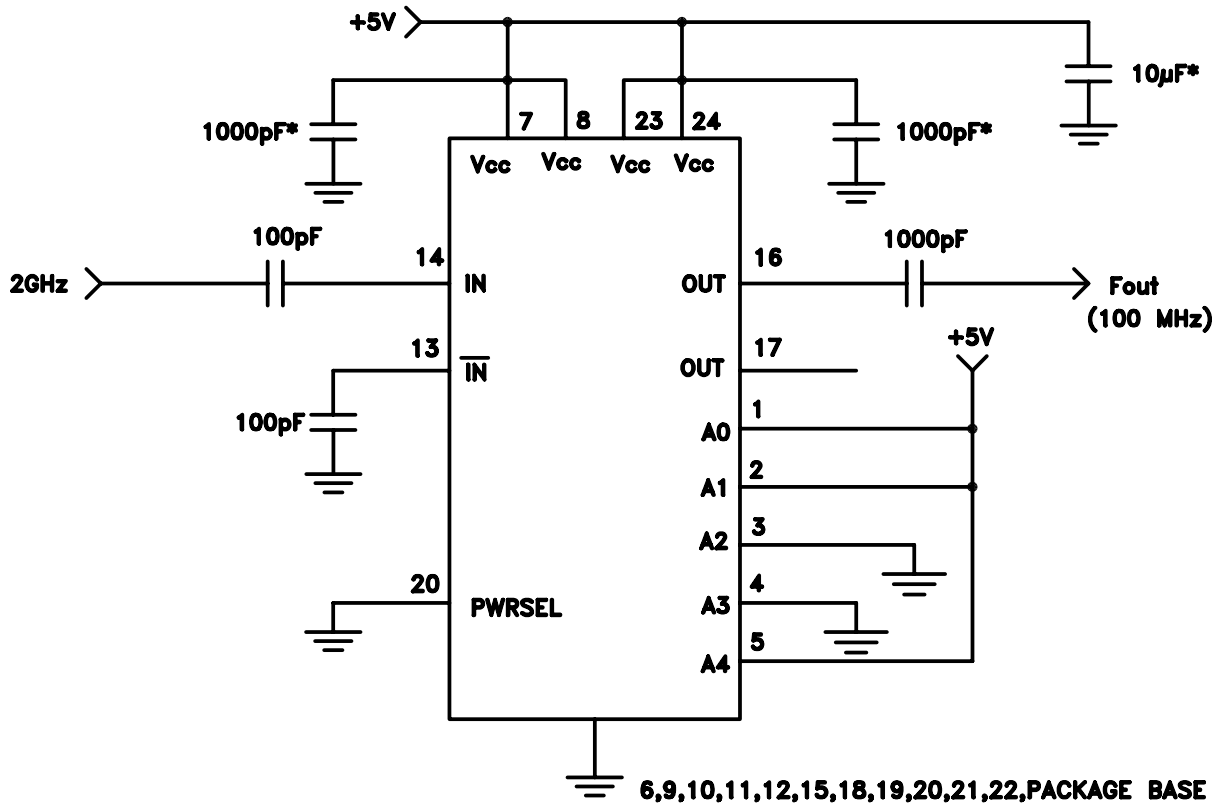 +5V
10µF*
1000pF*
7
8
23
24
1000pF*
Vcc
Vcc
Vcc
Vcc
100pF
14
16
1000pF
2GHz
IN
OUT
Fout
(100 MHz)
13
IN
17
OUT
+5V
100pF
1
A0
2
A1
3
A2
20
PWRSEL
4
A3
5
A4
6,9,10,11,12,15,18,19,20,21,22,PACKAGE BASE